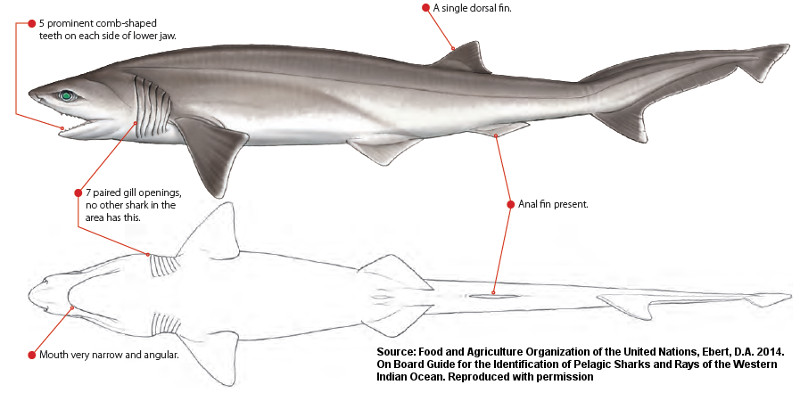 5 prominent comb-shaped
teeth on each side of lower jaw.
A single dorsal fin.
7 paired gill openings,
no other shark in the
area has this.
Anal fin present.
Mouth very narrow and angular.
Source: Food and Agriculture Organization of the United Nations, Ebert, D.A. 2014.
On Board Guide for the Identification of Pelagic Sharks and Rays of the Western
Indian Ocean. Reproduced with permission